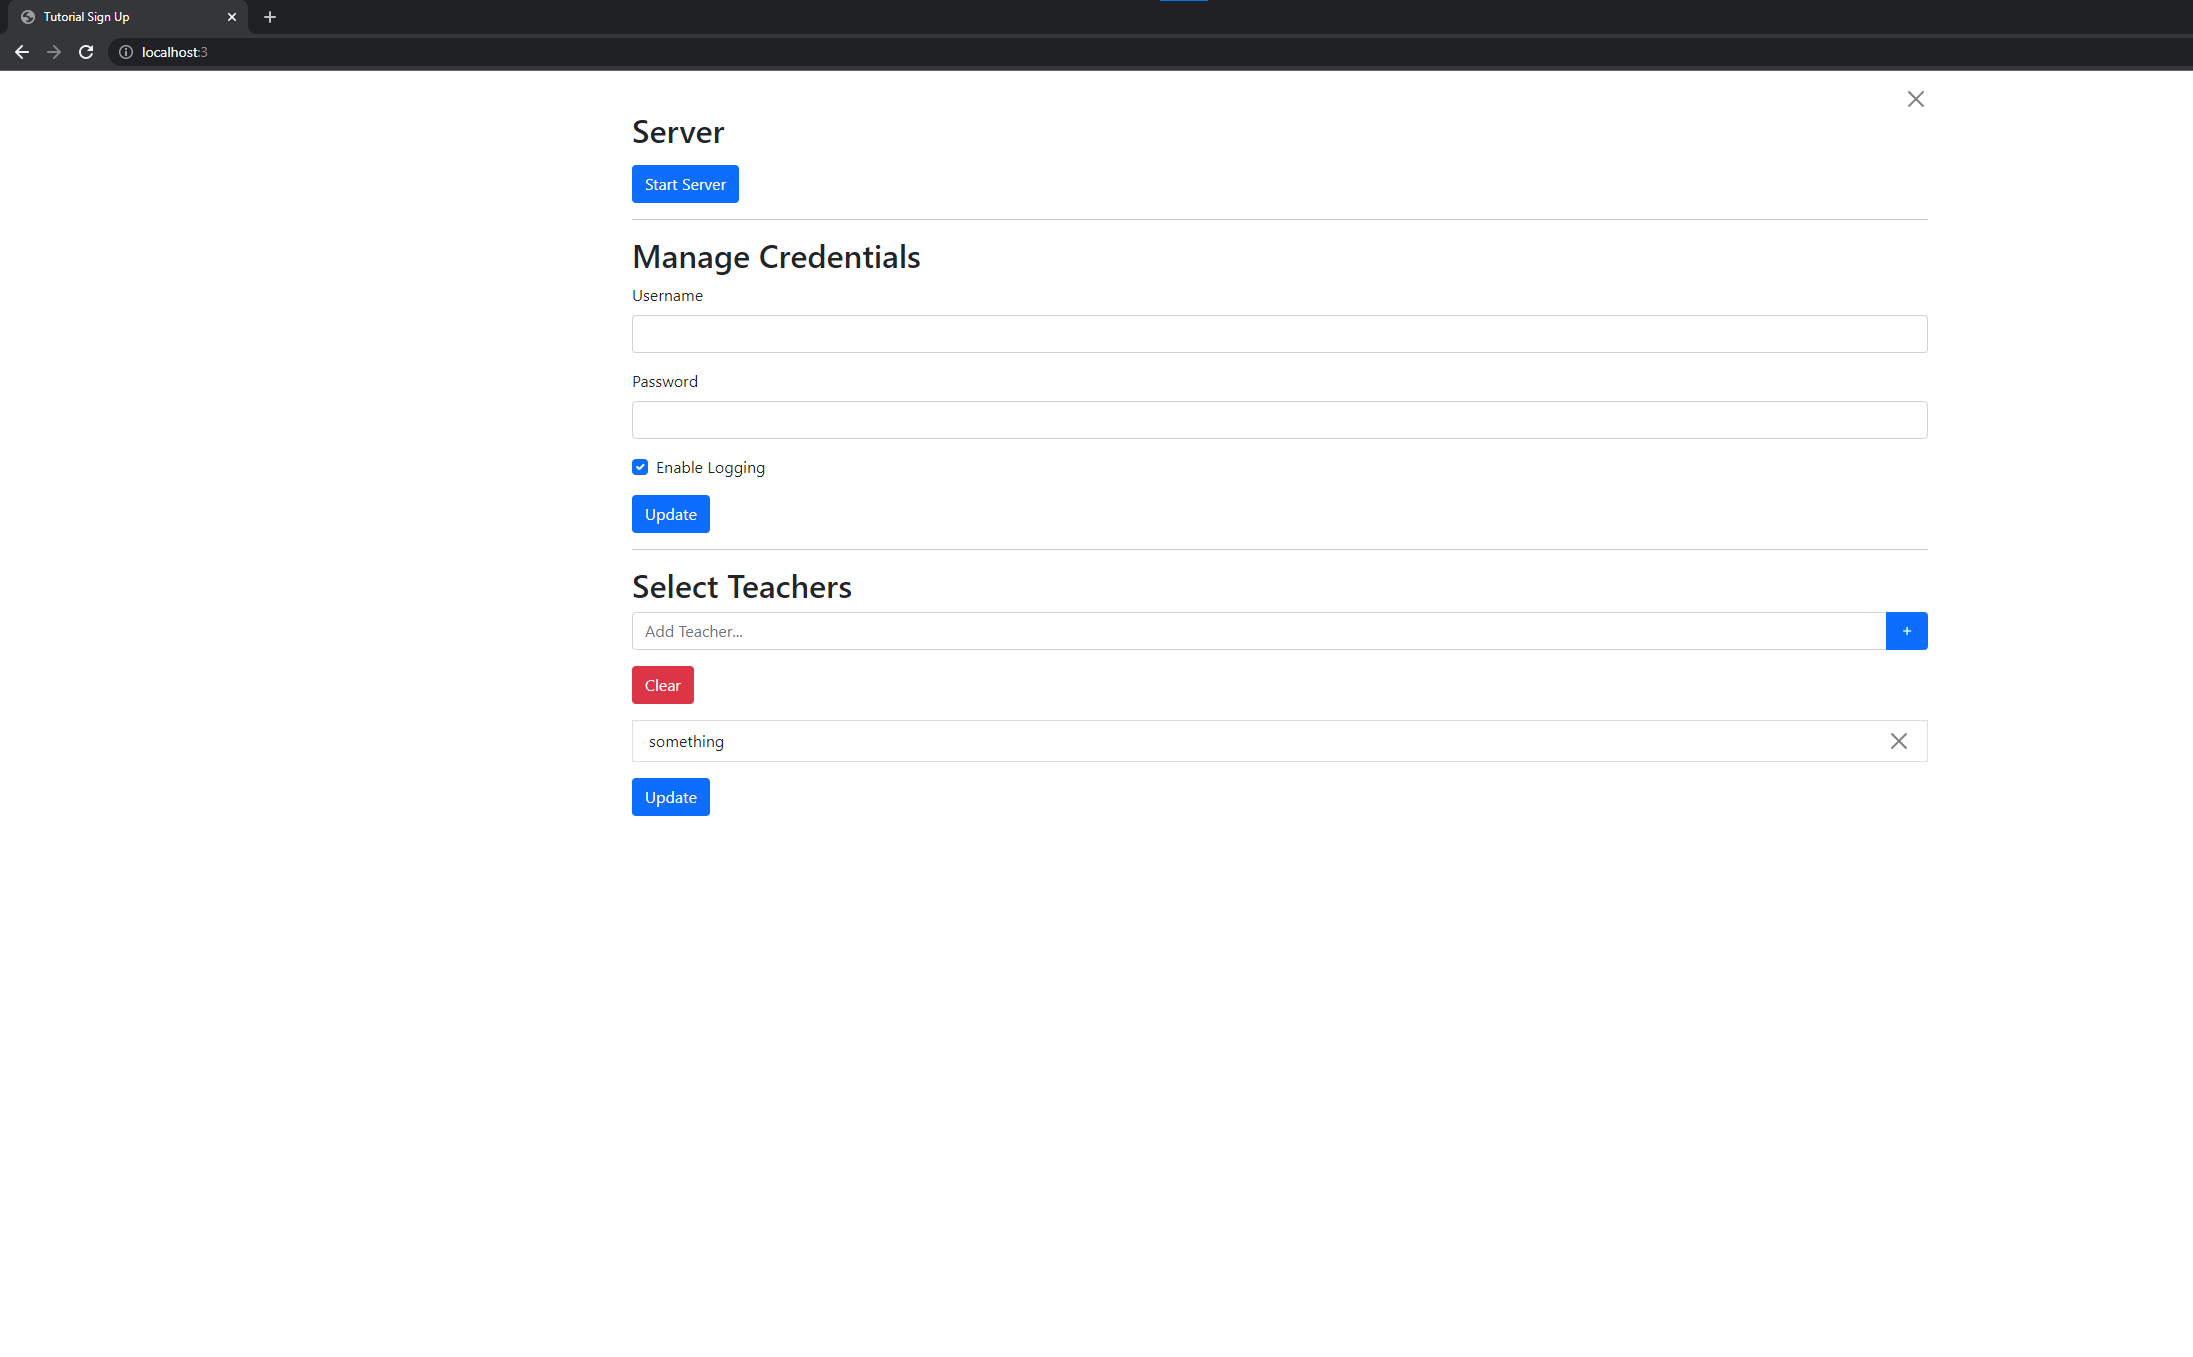 Tutorial Sign Up
localhost:3
Server
Start Server
Manage Credentials
Username
Password
Enable Logging
Update
Select Teachers
Add Teacher...
+
Clear
something
Update